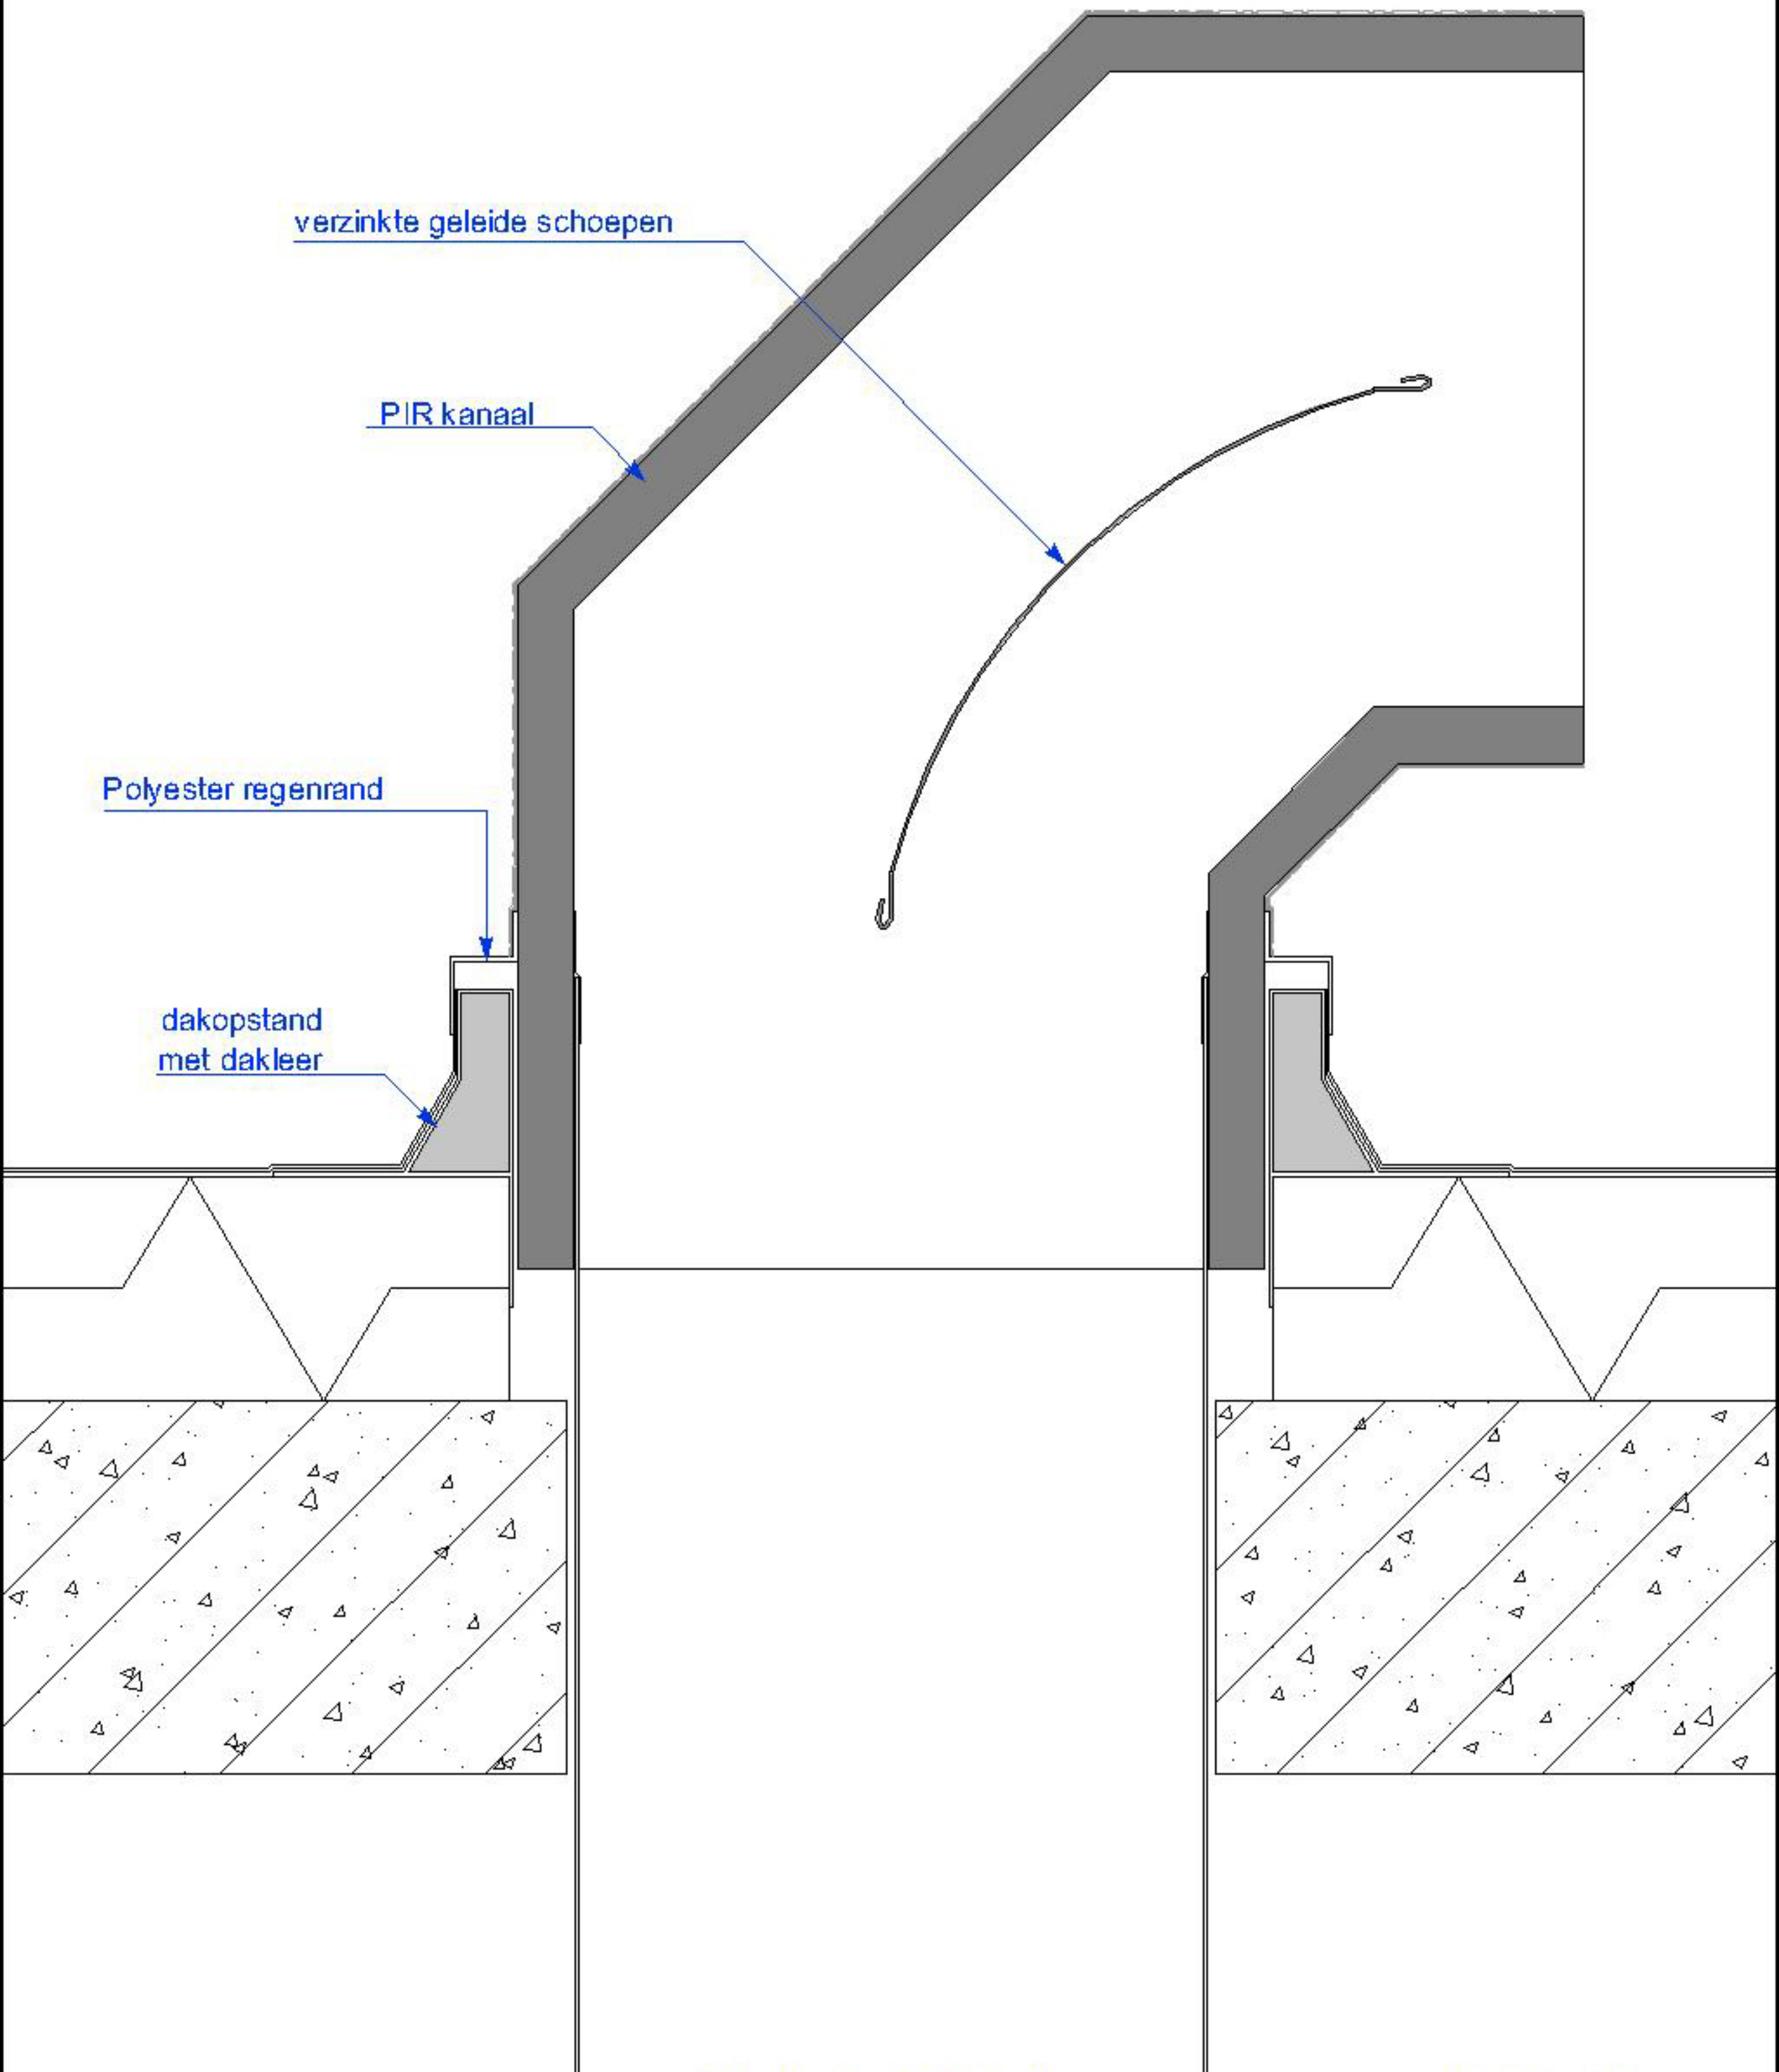 verzinkte geleide schoepen
PIR kanaal
Polyester regenrand
dakopstand
met dakleer